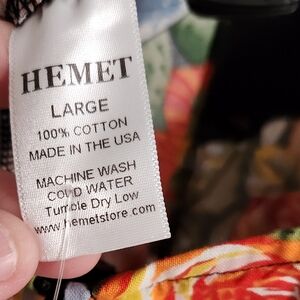 HEMET
LARGE
100% COTTON
MADE IN THE USA
MACHINE WASH
COLD WATER
Tumble Dry Low
www.hemetstore.com